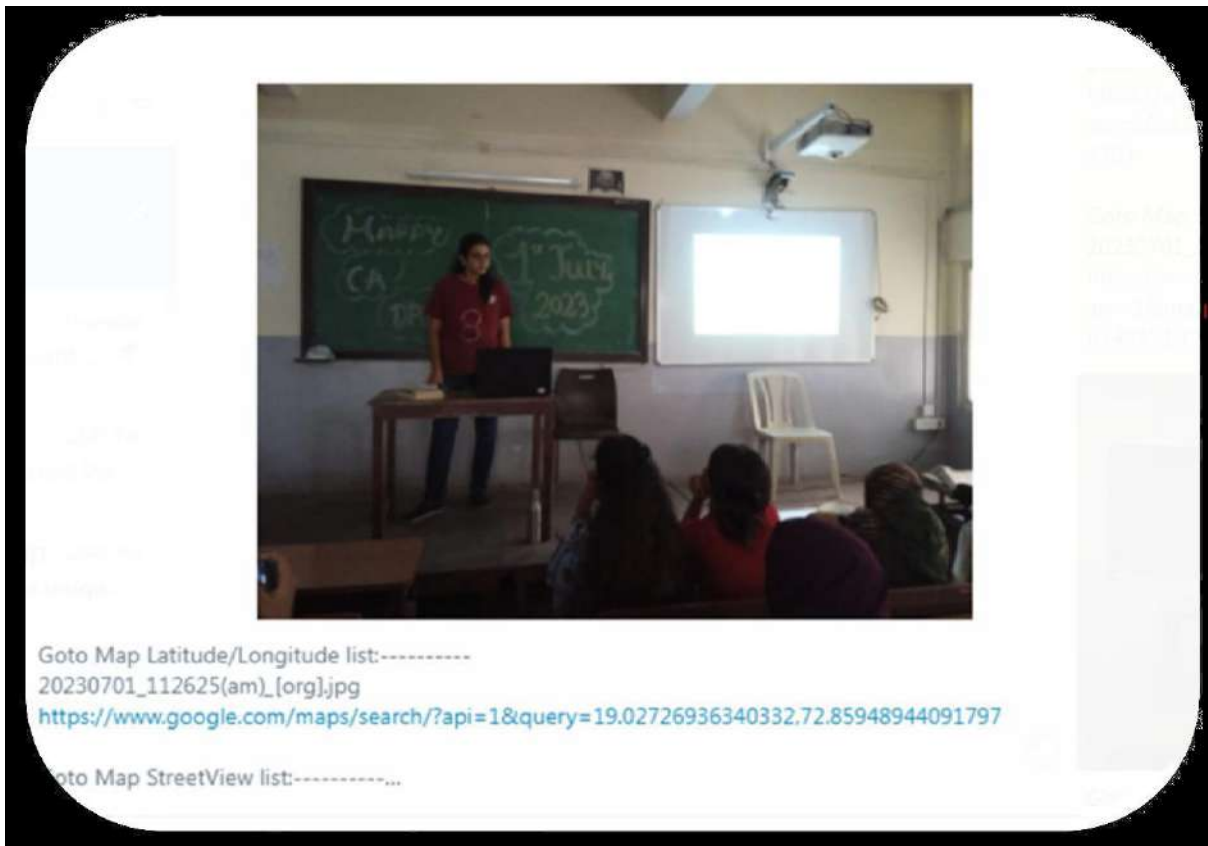 Happy
CA
1st July
2023
Goto Map Latitude/Longitude list:----------
20230701_112625(am)_[org].jpg
https://www.google.com/maps/search/?api=1&query=19.02726936340332,72.85948944091797
oto Map StreetView list:----------...